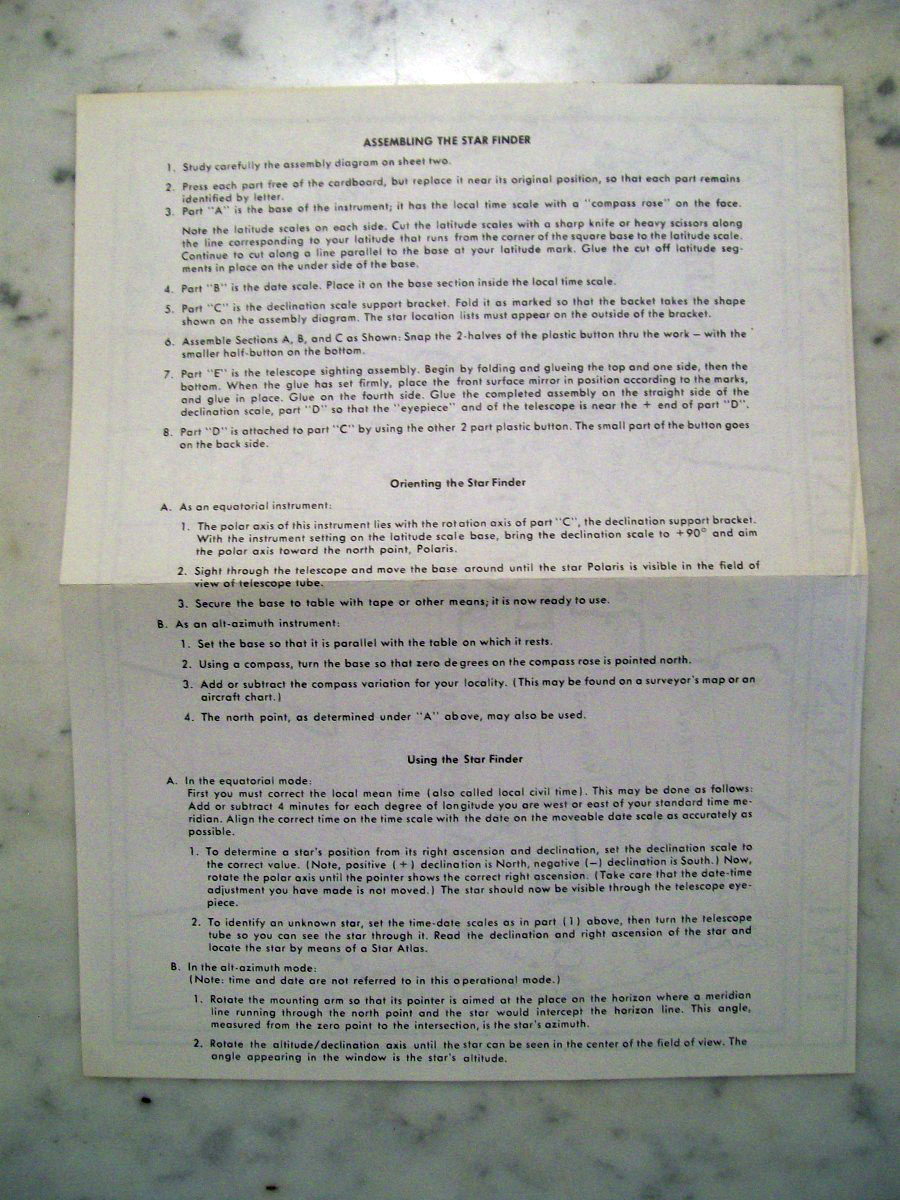 ASSEMBLING THE STAR FINDER
1. Study carefully the assembly diagram on sheet two.
2. Press each part free of the cardboard, but replace it near its original position, so that each part remains
identified by letter.
3. Part "A" is the base of the instrument; it has the local time scale with a "compass rose" on the face.
Note the latitude scales on each side. Cut the latitude scales with a sharp knife or heavy scissors along
the line corresponding to your latitude that runs from the corner of the square base to the latitude scale.
Continue to cut along a line parallel to the base at your latitude mark. Glue the cut off latitude seg-
ments in place on the under side of the base.
4. Part "B" is the date scale. Place it on the base section inside the local time scale.
5. Part "C" is the declination scale support bracket. Fold it as marked so that the backet takes the shape
shown on the assembly diagram. The star location lists must appear on the outside of the bracket.
6. Assemble Sections A, B, and C as Shown: Snap the 2-halves of the plastic button thru the work – with the
smaller half-button on the bottom.
7. Part "E" is the telescope sighting assembly. Begin by folding and glueing the top and one side, then the
bottom. When the glue has set firmly, place the front surface mirror in position according to the marks,
and glue in place. Glue on the fourth side. Glue the completed assembly on the straight side of the
declination scale, part "D" so that the "eyepiece" and of the telescope is near the + end of part "D".
8. Part "D" is attached to part "C" by using the other 2 part plastic button. The small part of the button goes
on the back side.
Orienting the Star Finder
A. As an equatorial instrument:
1. The polar axis of this instrument lies with the rotation axis of part "C", the declination support bracket.
With the instrument setting on the latitude scale base, bring the declination scale to +90° and aim
the polar axis toward the north point, Polaris.
2. Sight through the telescope and move the base around until the star Polaris is visible in the field of
view of telescope tube.
3. Secure the base to table with tape or other means; it is now ready to use.
B. As an alt-azimuth instrument:
1. Set the base so that it is parallel with the table on which it rests.
2. Using a compass, turn the base so that zero degrees on the compass rose is pointed north.
3. Add or subtract the compass variation for your locality. (This may be found on a surveyor's map or an
aircraft chart.)
4. The north point, as determined under "A" above, may also be used.
Using the Star Finder
A. In the equatorial mode:
First you must correct the local mean time (also called local civil time). This may be done as follows:
Add or subtract 4 minutes for each degree of longitude you are west or east of your standard time me-
ridian. Align the correct time on the time scale with the date on the moveable date scale as accurately as
possible.
1. To determine a star's position from its right ascension and declination, set the declination scale to
the correct value. (Note, positive (+) declination is North, negative (–) declination is South.) Now,
rotate the polar axis until the pointer shows the correct right ascension. (Take care that the date-time
adjustment you have made is not moved.) The star should now be visible through the telescope eye-
piece.
2. To identify an unknown star, set the time-date scales as in part (1) above, then turn the telescope
tube so you can see the star through it. Read the declination and right ascension of the star and
locate the star by means of a Star Atlas.
B. In the alt-azimuth mode:
(Note: time and date are not referred to in this operational mode.)
1. Rotate the mounting arm so that its pointer is aimed at the place on the horizon where a meridian
line running through the north point and the star would intercept the horizon line. This angle,
measured from the zero point to the intersection, is the star's azimuth.
2. Rotate the altitude/declination axis until the star can be seen in the center of the field of view. The
angle appearing in the window is the star's altitude.